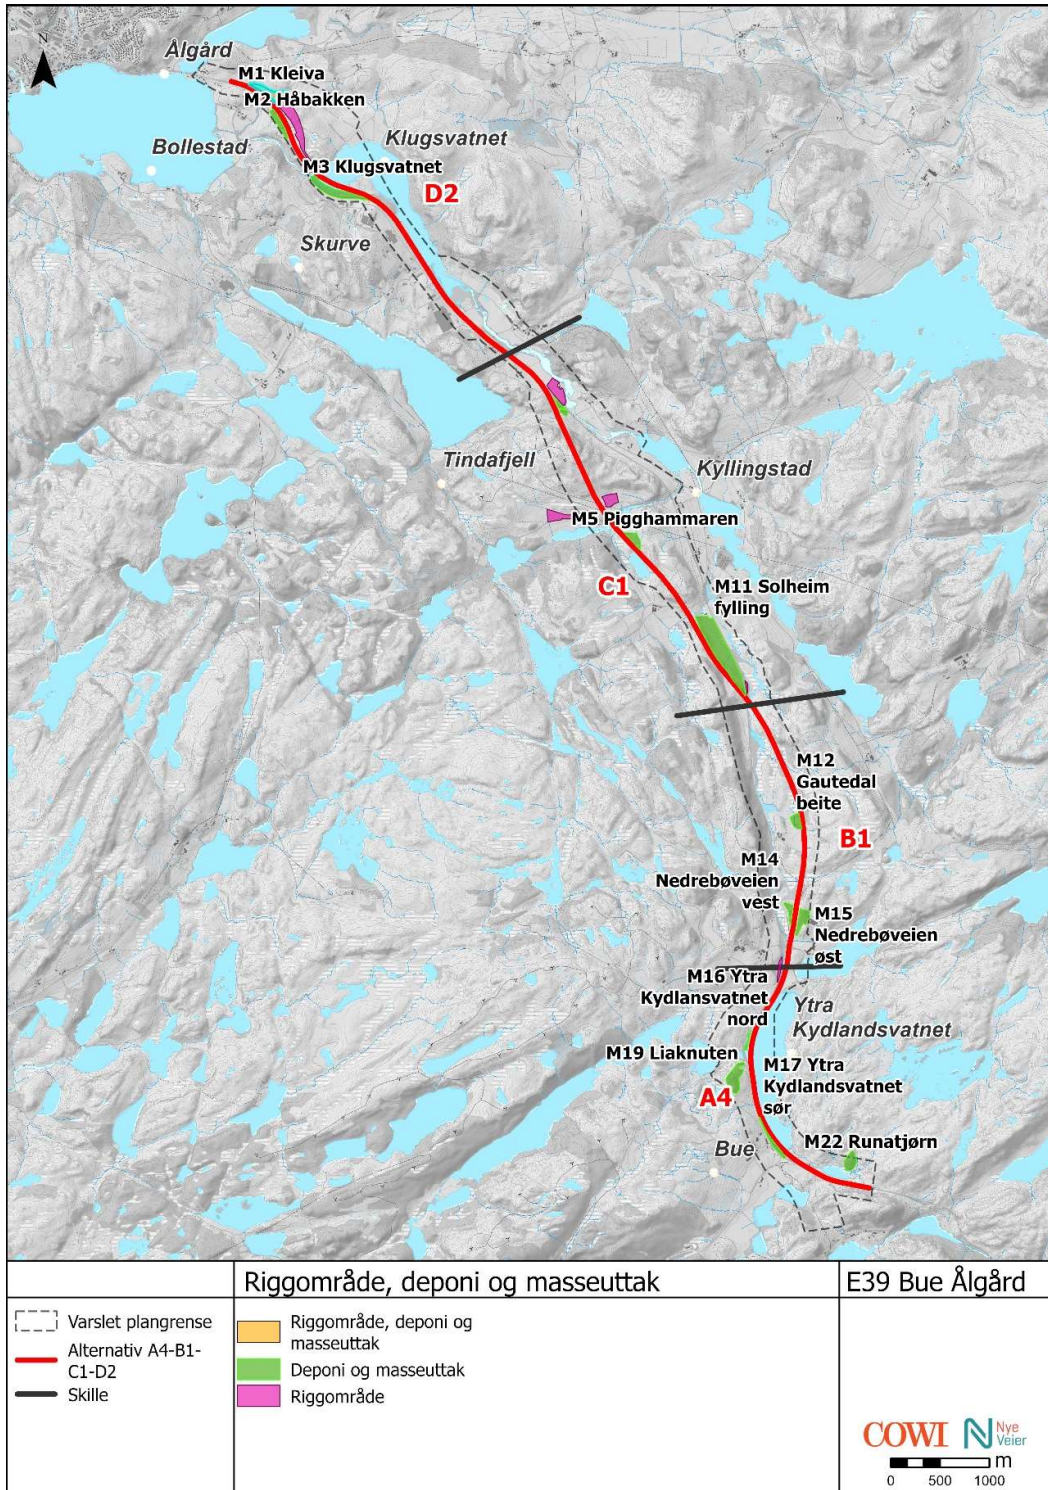 N
Ålgård
M1 Kleiva
M2 Håbakken
Bollestad
Klugsvatnet
M3 Klugsvatnet
D2
Skurve
Tindafjell
Kyllingstad
M5 Pigghammaren
C1
M11 Solheim
fylling
M12
Gautedal
beite
B1
M14
Nedrebøveien
vest
M15
Nedrebøveien
øst
M16 Ytra
Kydlansvatnet
nord
Ytra
Kydlandsvatnet
M19 Liaknuten
M17 Ytra
Kydlandsvatnet
sør
A4
Bue
M22 Runatjørn
Riggområde, deponi og masseuttak
E39 Bue Ålgård
Varslet plangrense
Alternativ A4-B1-
C1-D2
Skille
Riggområde, deponi og
masseuttak
Deponi og masseuttak
Riggområde
COWI
Nye
Veier
m
0 500 1000